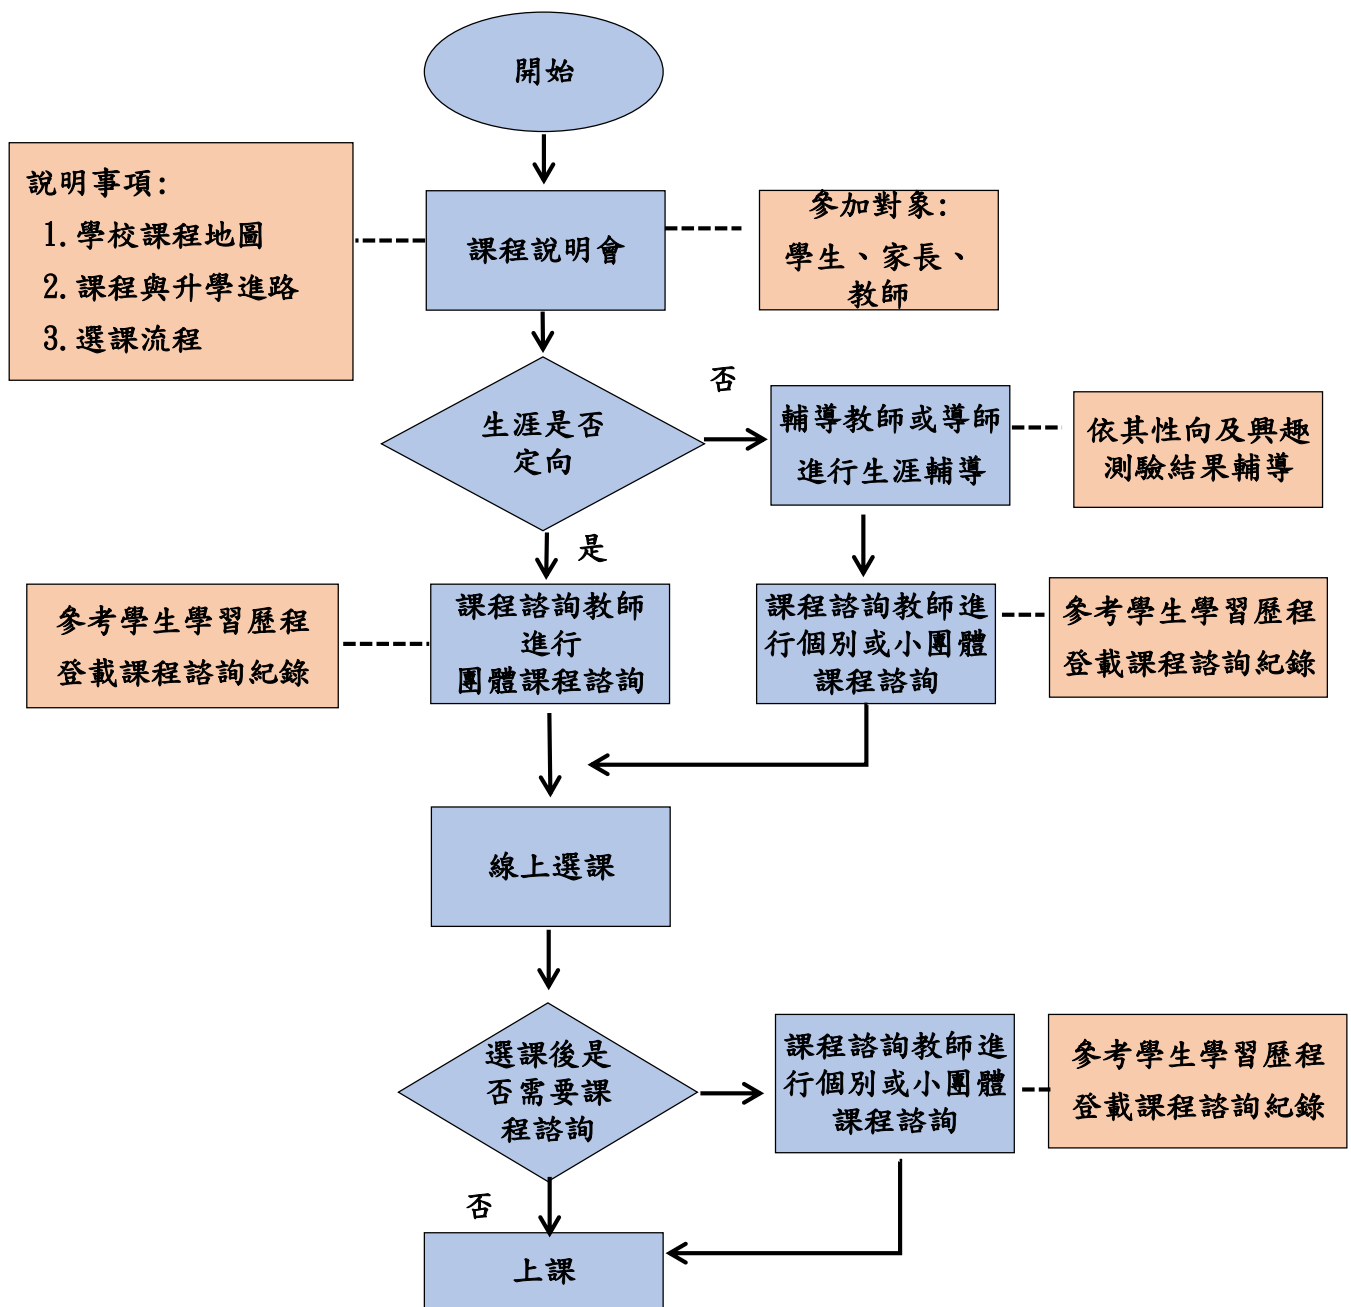 開始
說明事項:
1.學校課程地圖
2.課程與升學進路
3.選課流程
課程說明會
參加對象:
學生、家長、
教師
生涯是否
定向
否
輔導教師或導師
進行生涯輔導
依其性向及興趣
測驗結果輔導
是
參考學生學習歷程
登載課程諮詢紀錄
課程諮詢教師
進行
團體課程諮詢
課程諮詢教師進
行個別或小團體
課程諮詢
參考學生學習歷程
登載課程諮詢紀錄
線上選課
選課後是
否需要課
程諮詢
課程諮詢教師進
行個別或小團體
課程諮詢
參考學生學習歷程
登載課程諮詢紀錄
否
上課